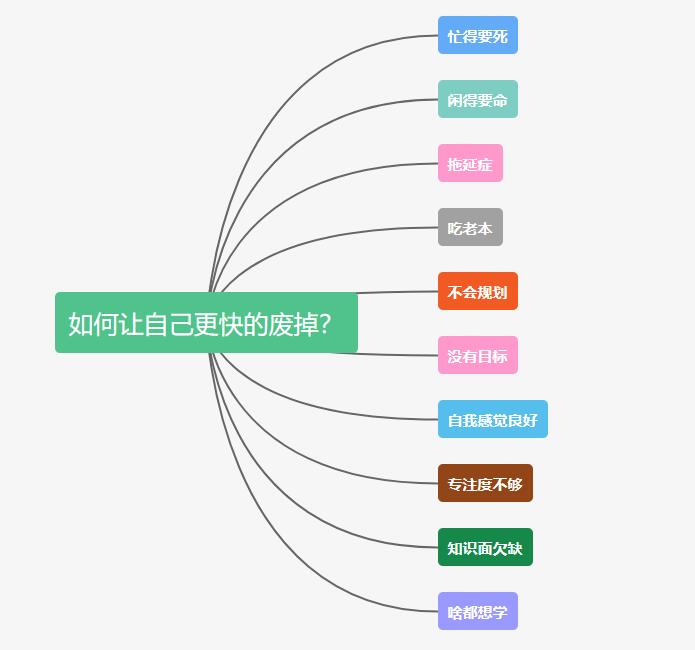 忙得要死
闲得要命
拖延症
吃老本
不会规划
如何让自己更快的废掉？
没有目标
自我感觉良好
专注度不够
知识面欠缺
啥都想学